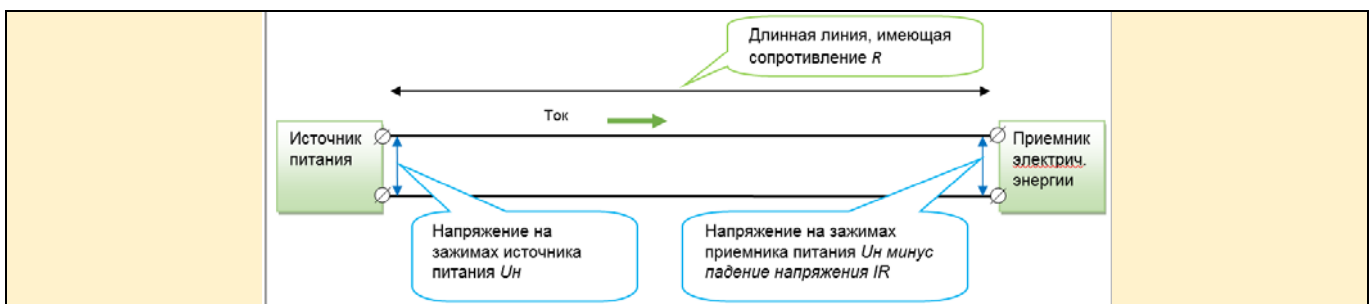 Длинная линия, имеющая
сопротивление R
Ток
Источник
питания
Приемник
электрич.
энергии
Напряжение на
зажимах источника
питания Uн
Напряжение на зажимах
приемника питания Uн минус
падение напряжения IR